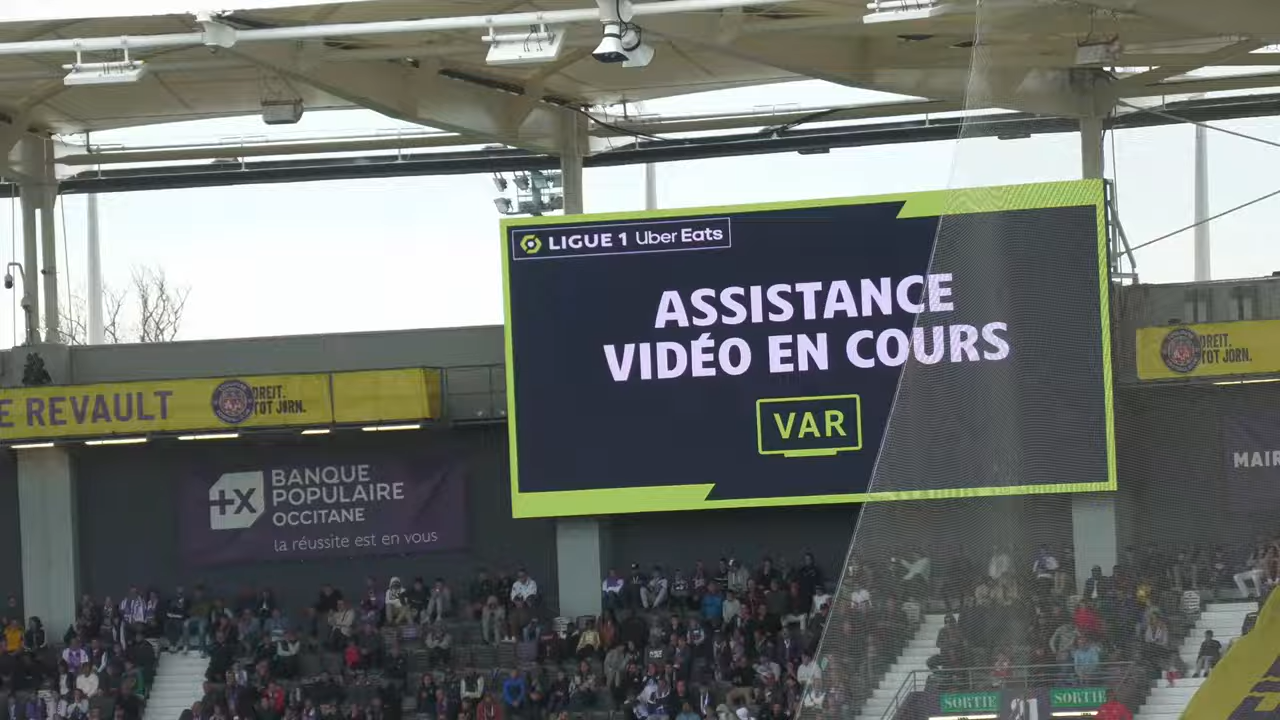 LIGUE 1 Uber Eats
ASSISTANCE
VIDÉO EN COURS
VAR
E REVAULT
DREIT.
TOT JORN.
DREIT.
TOT JORN.
+X BANQUE
POPULAIRE
OCCITANE
la réussite est en vous
MAIR
SORTIE
SORTIE
21